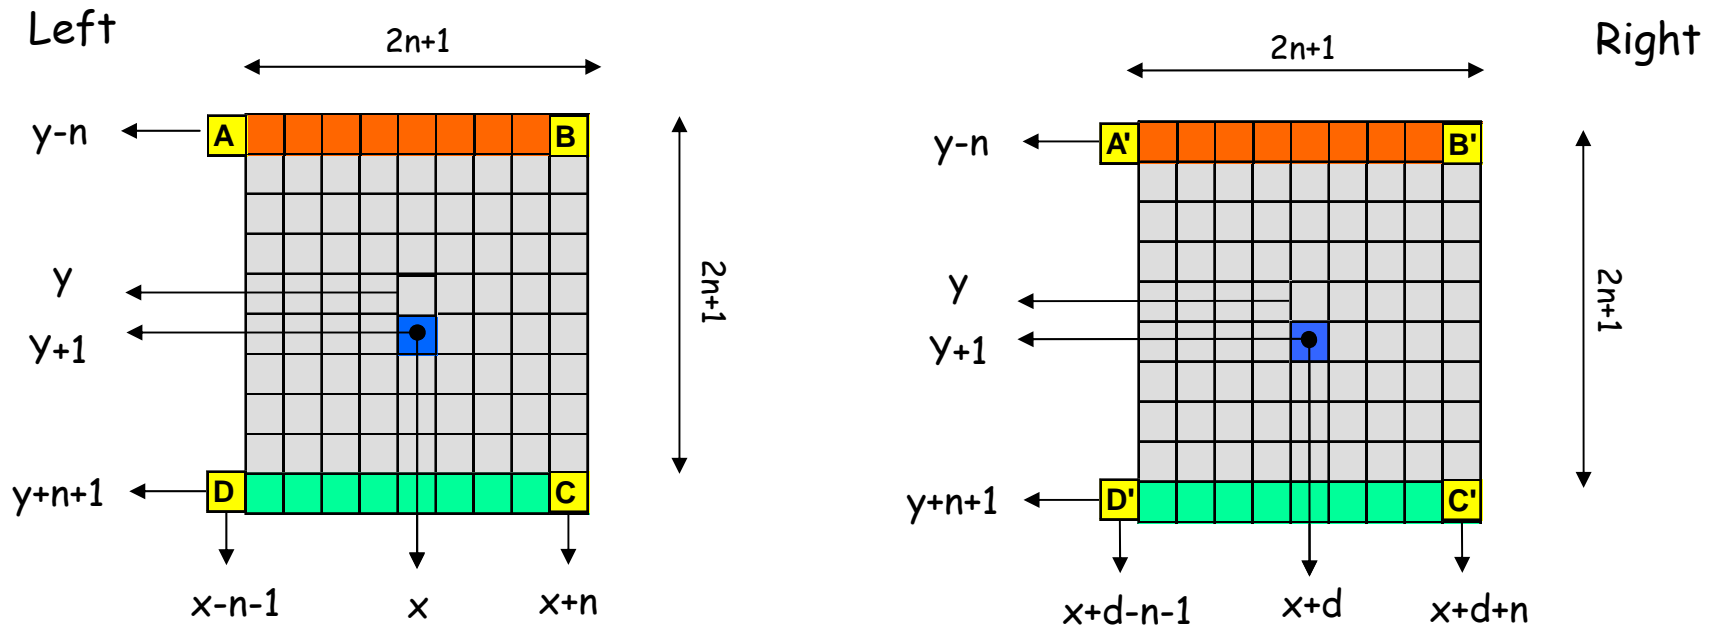 Left
2n+1
2n+1
Right
y-n
A
B
y-n
A'
B'
y
2n+1
y
2n+1
Y+1
Y+1
y+n+1
D
C
y+n+1
D'
C'
x-n-1
x
x+n
x+d-n-1
x+d
x+d+n